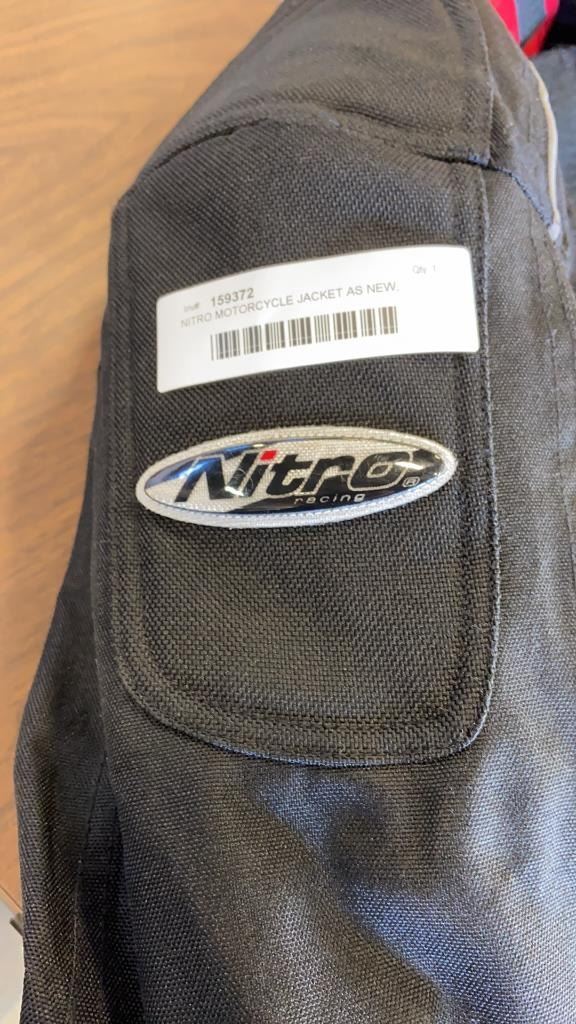 Inv#: 159372
Qty: 1
NITRO MOTORCYCLE JACKET AS NEW.
Nitro ®
racing